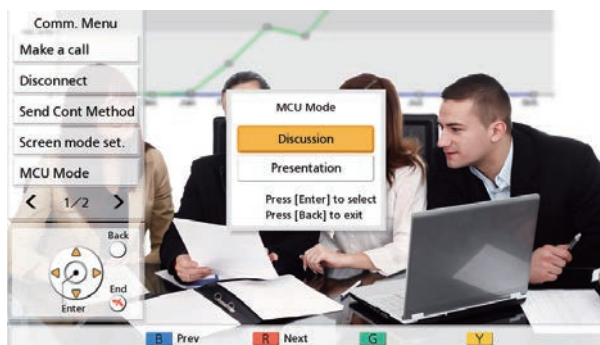 Comm. Menu
Make a call
Disconnect
Send Cont Method
Screen mode set.
MCU Mode
1/2
Back
End
Enter
MCU Mode
Discussion
Presentation
Press [Enter] to select
Press [Back] to exit
B Prev
R Next
G
Y